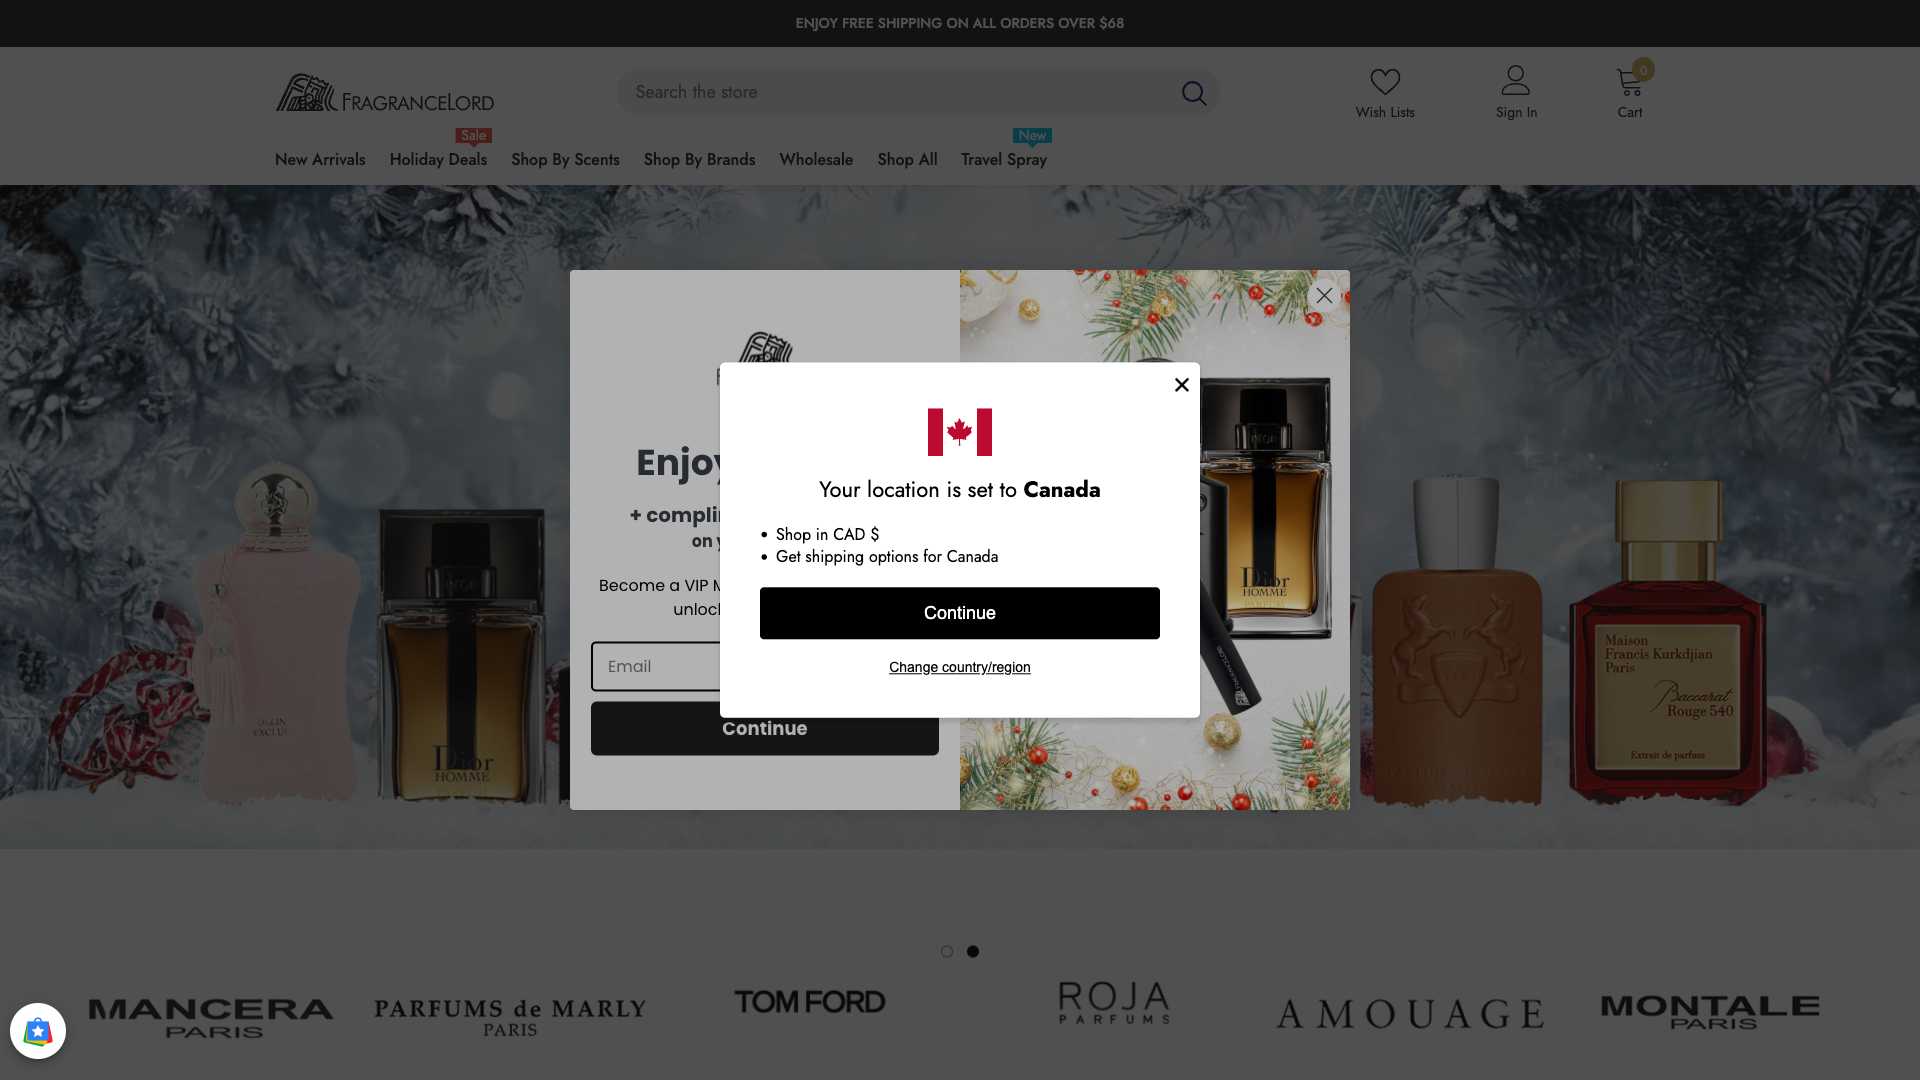 ENJOY FREE SHIPPING ON ALL ORDERS OVER $68
FRAGRANCELORD
Search the store
Wish Lists
Sign In
0
Cart
Sale
New
New Arrivals
Holiday Deals
Shop By Scents
Shop By Brands
Wholesale
Shop All
Travel Spray
Enjoy
+ compli
on y
Become a VIP M
unloc
Email
Continue
Your location is set to Canada
• Shop in CAD $
• Get shipping options for Canada
Continue
Change country/region
Dior
HOMME
PARFUM
Dior
HOMME
Maison
Francis Kurkdjian
Paris
Baccarat
Rouge 540
Extrait de parfum
MANCERA
PARIS
PARFUMS de MARLY
PARIS
TOM FORD
ROJA
PARFUMS
AMOUAGE
MONTALE
PARIS